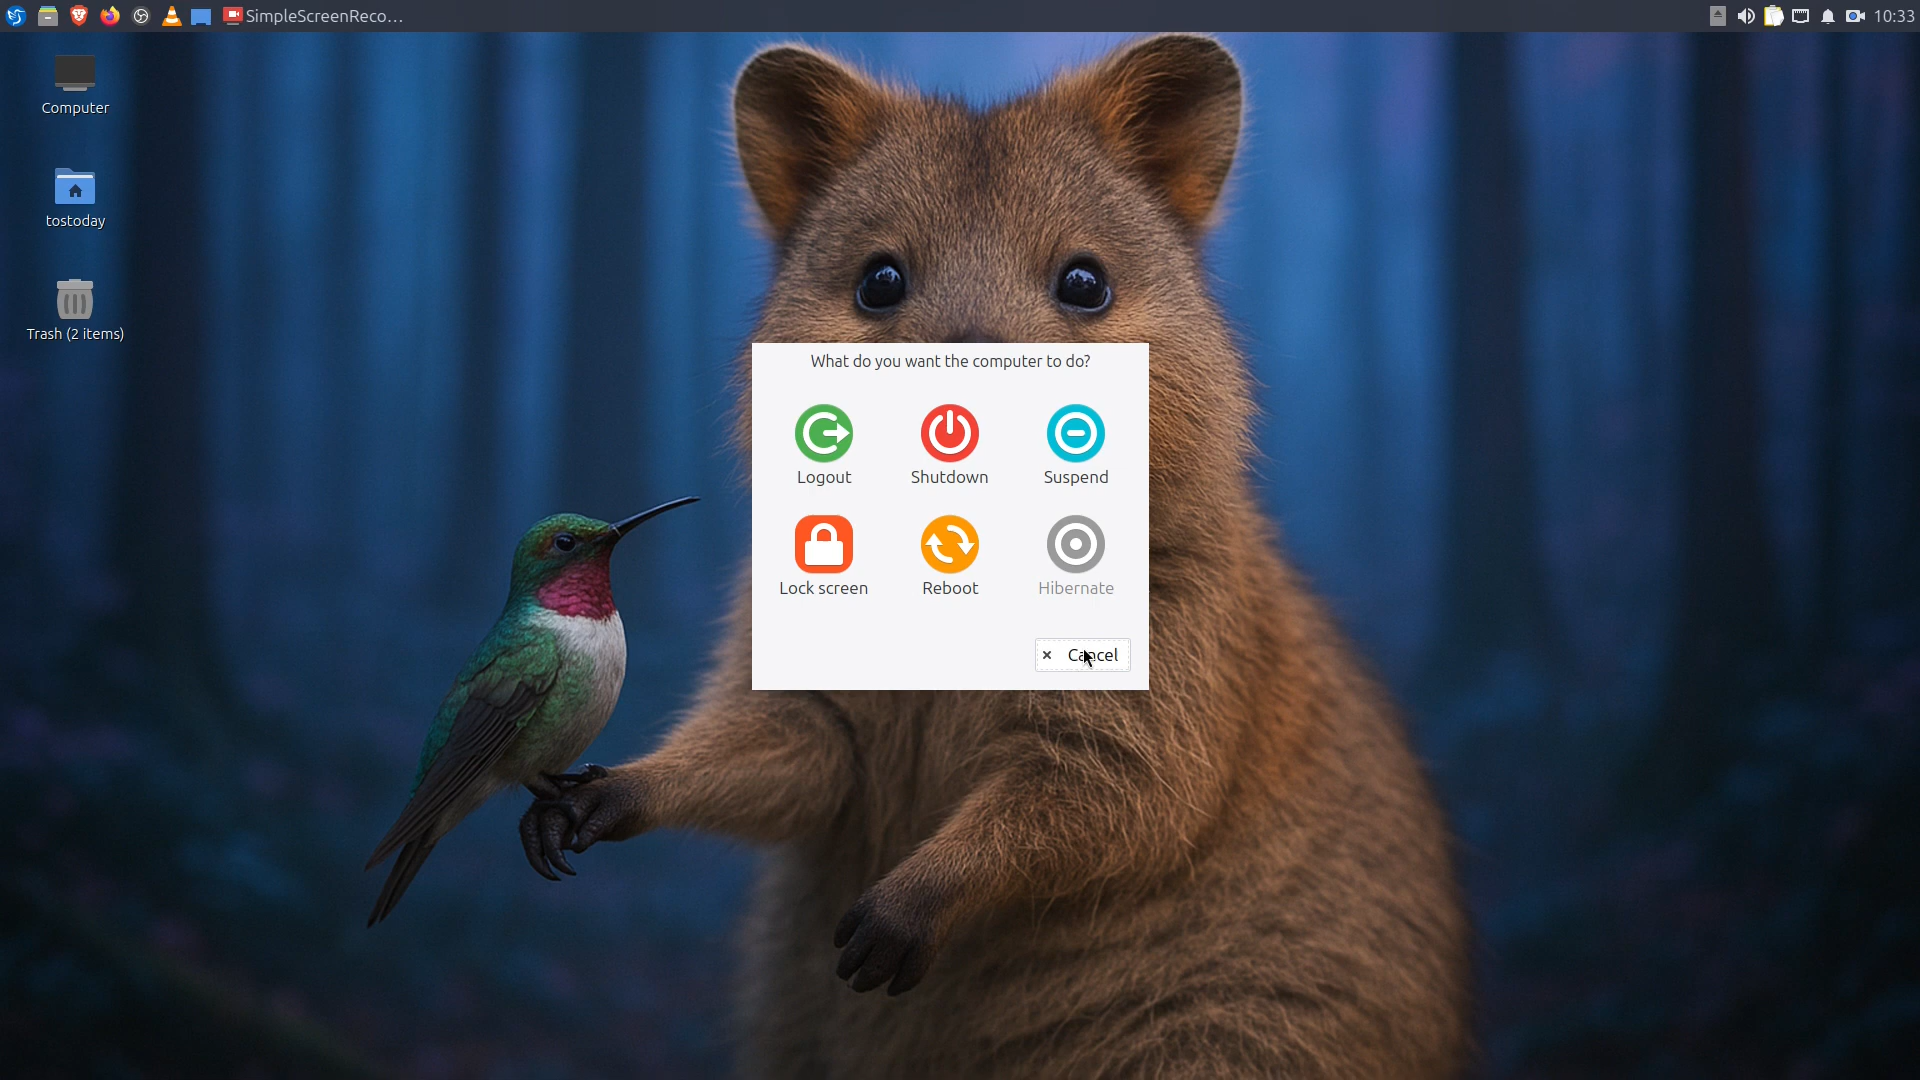 SimpleScreenReco...
10:33
Computer
tostoday
Trash (2 items)
What do you want the computer to do?
Logout
Shutdown
Suspend
Lock screen
Reboot
Hibernate
Cancel